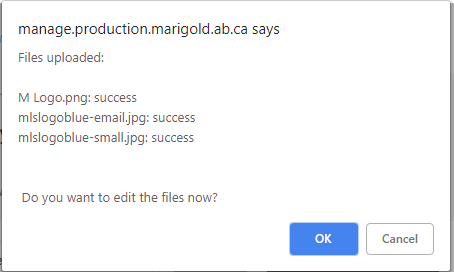 manage.production.marigold.ab.ca says
Files uploaded:
M Logo.png: success
mlslogoblue-email.jpg: success
mlslogoblue-small.jpg: success
Do you want to edit the files now?
OK
Cancel